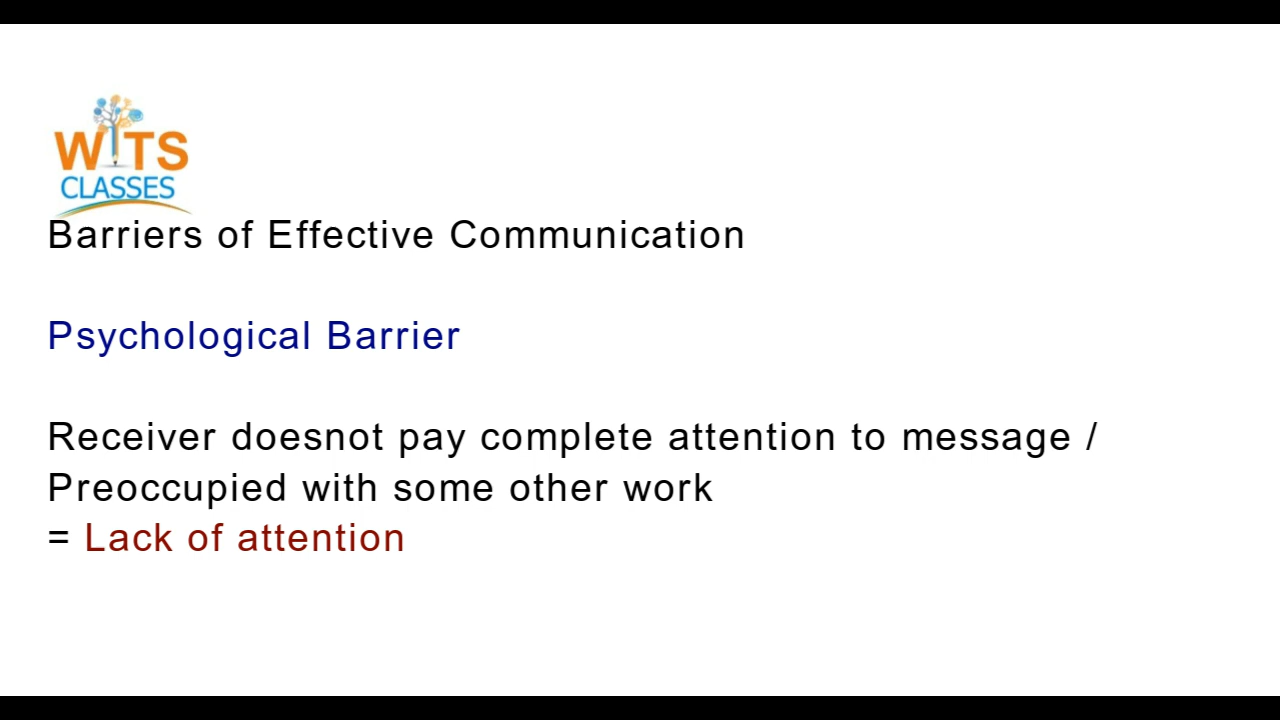 WITS
CLASSES
Barriers of Effective Communication
Psychological Barrier
Receiver doesnot pay complete attention to message /
Preoccupied with some other work
= Lack of attention